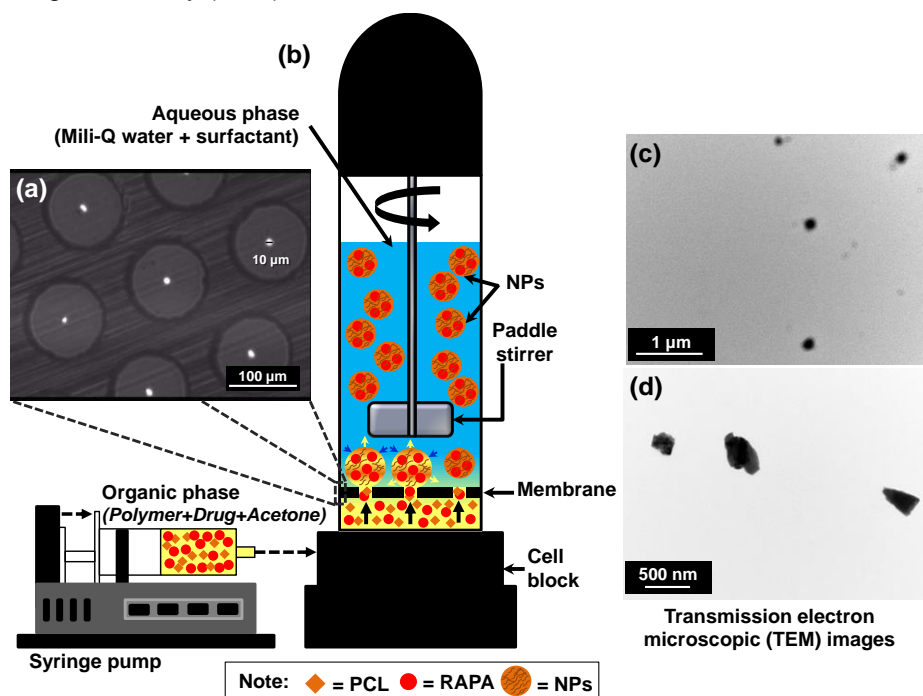 (b)
Aqueous phase
(Mili-Q water + surfactant)
(a)
10 µm
100 µm
NPs
Paddle
stirrer
Membrane
Cell
block
Organic phase
(Polymer+Drug+Acetone)
Syringe pump
(c)
1 µm
(d)
500 nm
Transmission electron
microscopic (TEM) images
Note: = PCL = RAPA = NPs